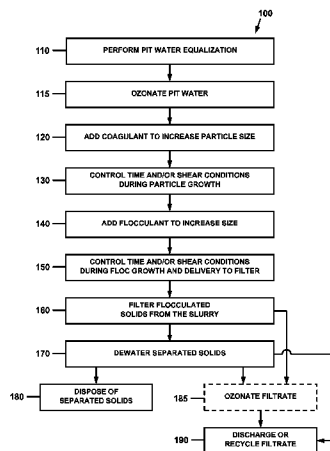 100
110
PERFORM PIT WATER EQUALIZATION
115
OZONATE PIT WATER
120
ADD COAGULANT TO INCREASE PARTICLE SIZE
130
CONTROL TIME AND/OR SHEAR CONDITIONS
DURING PARTICLE GROWTH
140
ADD FLOCCULANT TO INCREASE SIZE
150
CONTROL TIME AND/OR SHEAR CONDITIONS
DURING FLOC GROWTH AND DELIVERY TO FILTER
160
FILTER FLOCCULATED
SOLIDS FROM THE SLURRY
170
DEWATER SEPARATED SOLIDS
180
DISPOSE OF
SEPARATED SOLIDS
185
OZONATE FILTRATE
190
DISCHARGE OR
RECYCLE FILTRATE